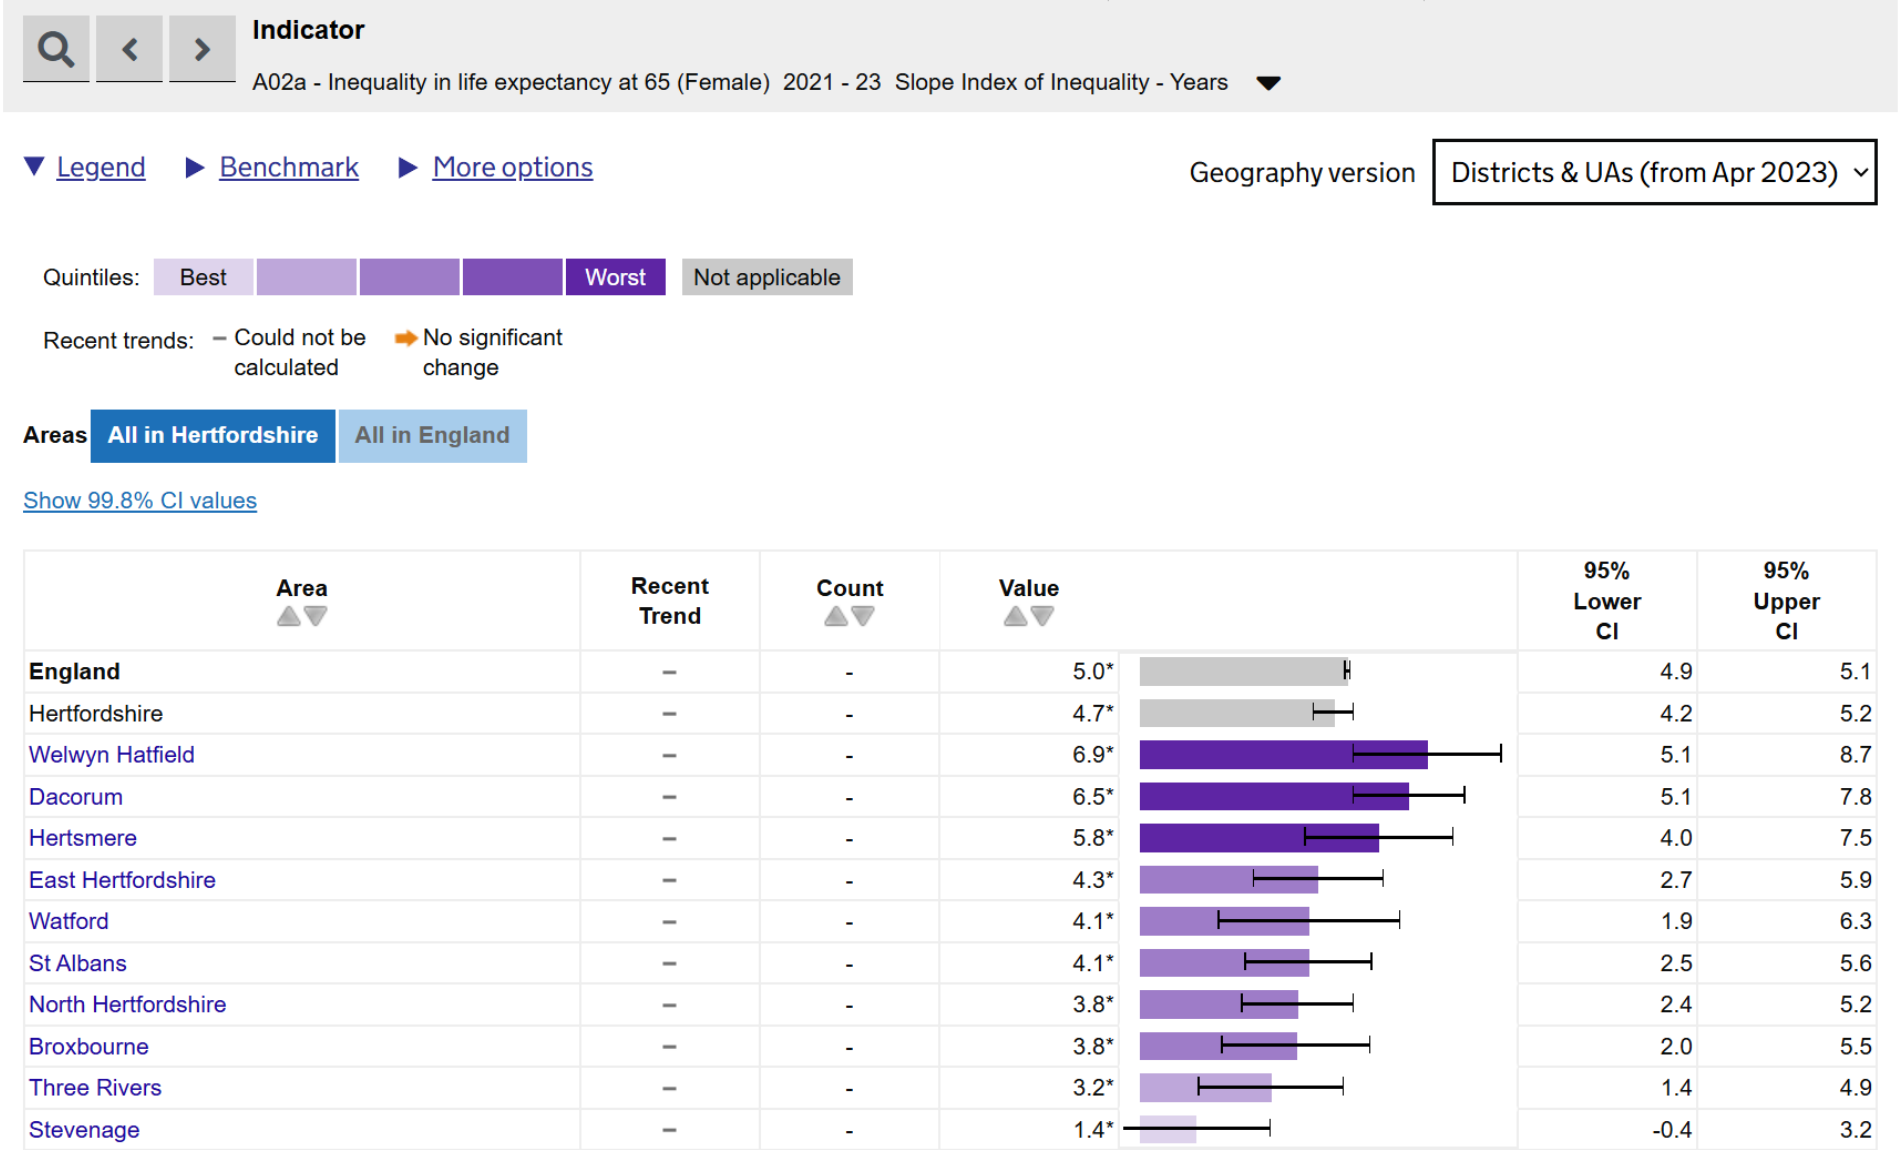 Indicator
A02a - Inequality in life expectancy at 65 (Female) 2021 - 23 Slope Index of Inequality - Years
Legend Benchmark More options
Geography version Districts & UAs (from Apr 2023)
Quintiles: Best Worst Not applicable
Recent trends: – Could not be calculated No significant change
Areas All in Hertfordshire All in England
Show 99.8% CI values
Area Recent Trend Count Value 95% Lower CI 95% Upper CI
England – - 5.0* 4.9 5.1
Hertfordshire – - 4.7* 4.2 5.2
Welwyn Hatfield – - 6.9* 5.1 8.7
Dacorum – - 6.5* 5.1 7.8
Hertsmere – - 5.8* 4.0 7.5
East Hertfordshire – - 4.3* 2.7 5.9
Watford – - 4.1* 1.9 6.3
St Albans – - 4.1* 2.5 5.6
North Hertfordshire – - 3.8* 2.4 5.2
Broxbourne – - 3.8* 2.0 5.5
Three Rivers – - 3.2* 1.4 4.9
Stevenage – - 1.4* -0.4 3.2